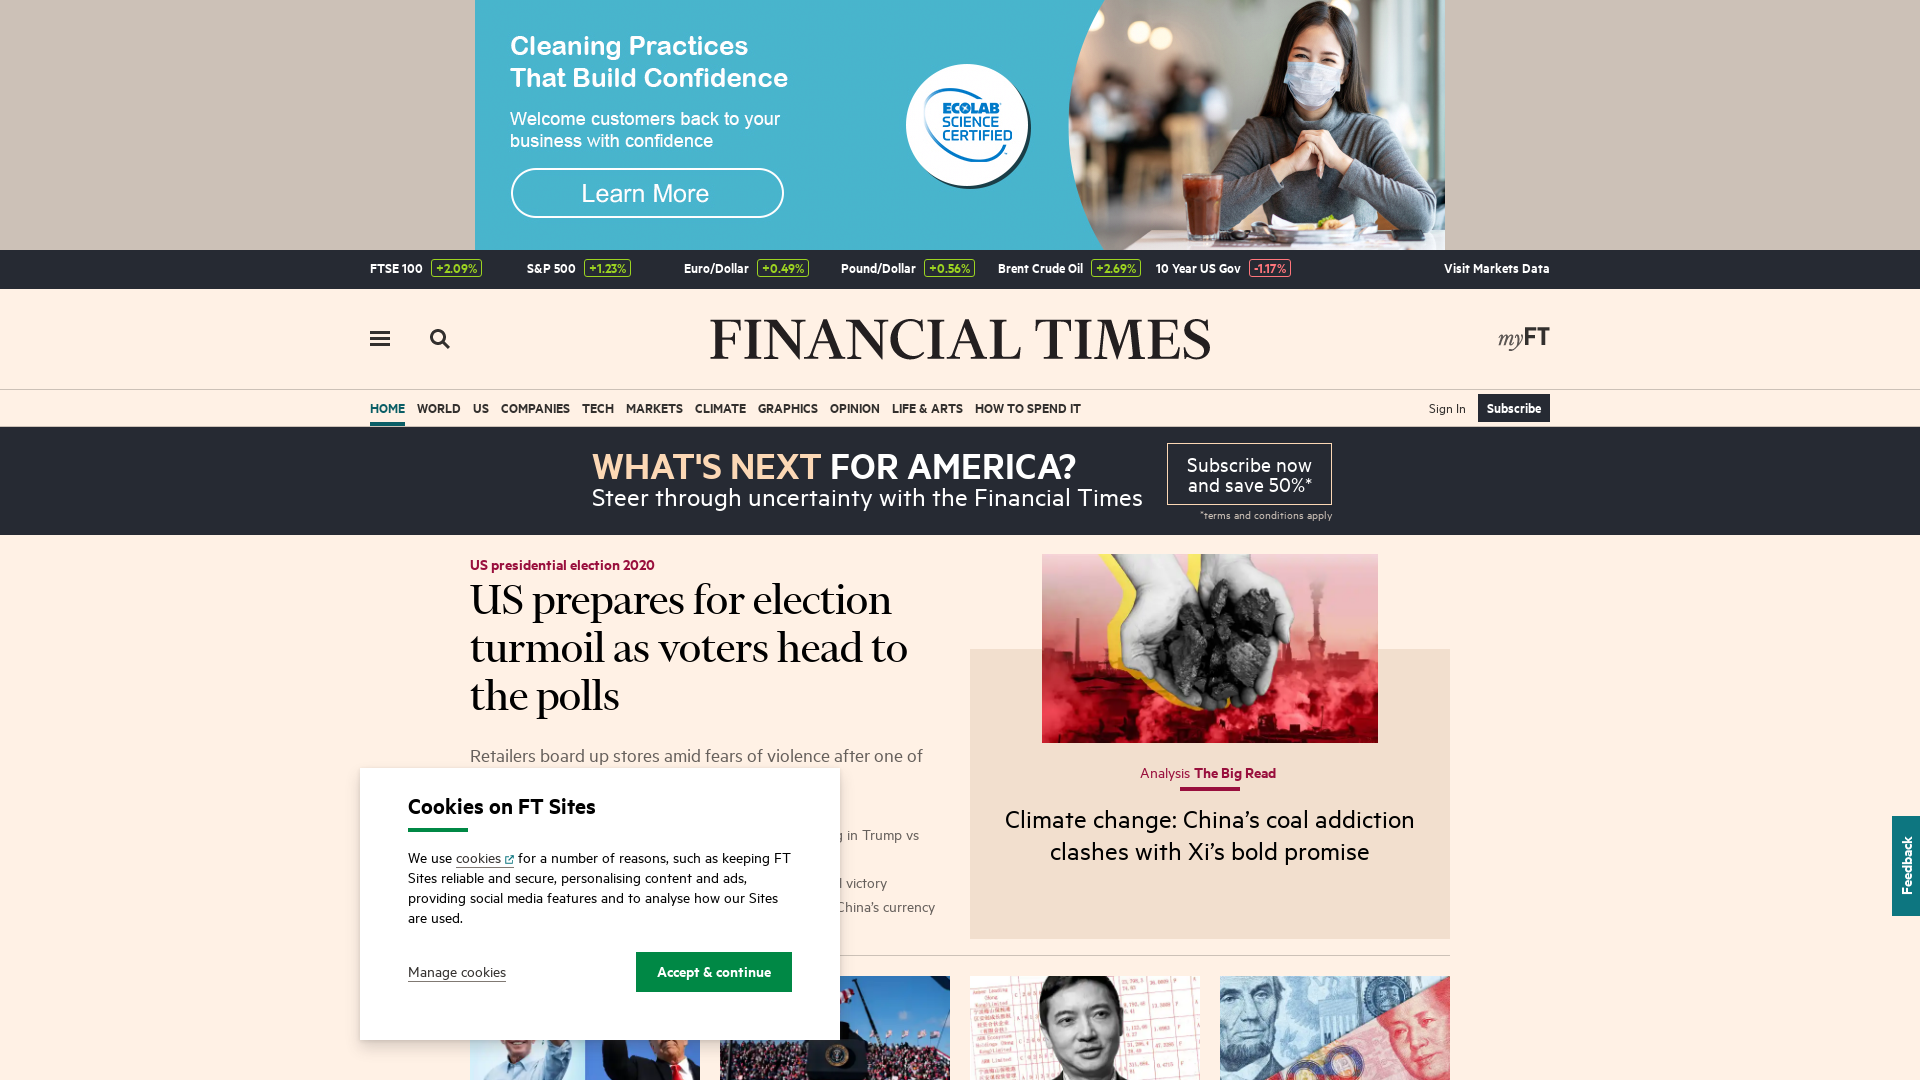 Cleaning Practices
That Build Confidence
Welcome customers back to your
business with confidence
Learn More
ECOLAB
SCIENCE
CERTIFIED
FTSE 100 +2.09% S&P 500 +1.23% Euro/Dollar +0.49% Pound/Dollar +0.56% Brent Crude Oil +2.69% 10 Year US Gov -1.17% Visit Markets Data
FINANCIAL TIMES
myFT
HOME WORLD US COMPANIES TECH MARKETS CLIMATE GRAPHICS OPINION LIFE & ARTS HOW TO SPEND IT Sign In Subscribe
WHAT'S NEXT FOR AMERICA?
Steer through uncertainty with the Financial Times
Subscribe now
and save 50%*
*terms and conditions apply
US presidential election 2020
US prepares for election
turmoil as voters head to
the polls
Retailers board up stores amid fears of violence after one of
in Trump vs
victory
China’s currency
Analysis The Big Read
Climate change: China’s coal addiction
clashes with Xi’s bold promise
Cookies on FT Sites
We use cookies for a number of reasons, such as keeping FT
Sites reliable and secure, personalising content and ads,
providing social media features and to analyse how our Sites
are used.
Manage cookies
Accept & continue
Feedback